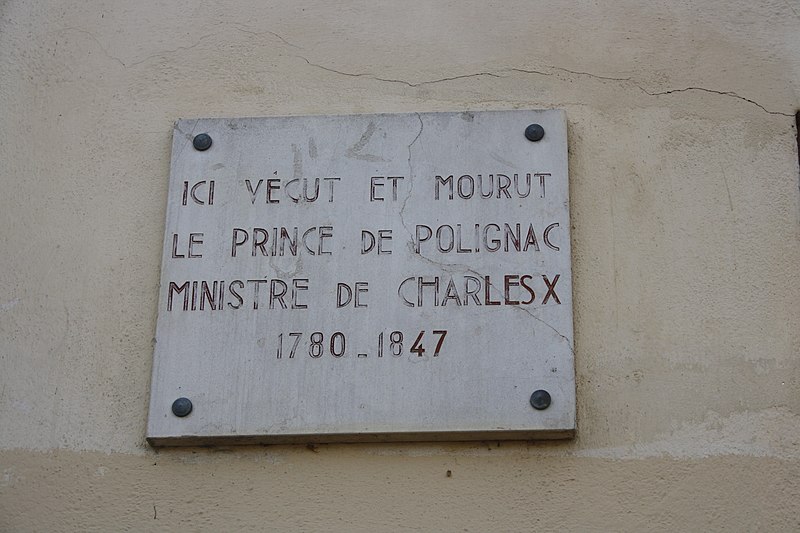 ICI VÉCUT ET MOURUT
LE PRINCE DE POLIGNAC
MINISTRE DE CHARLES X
1780 - 1847